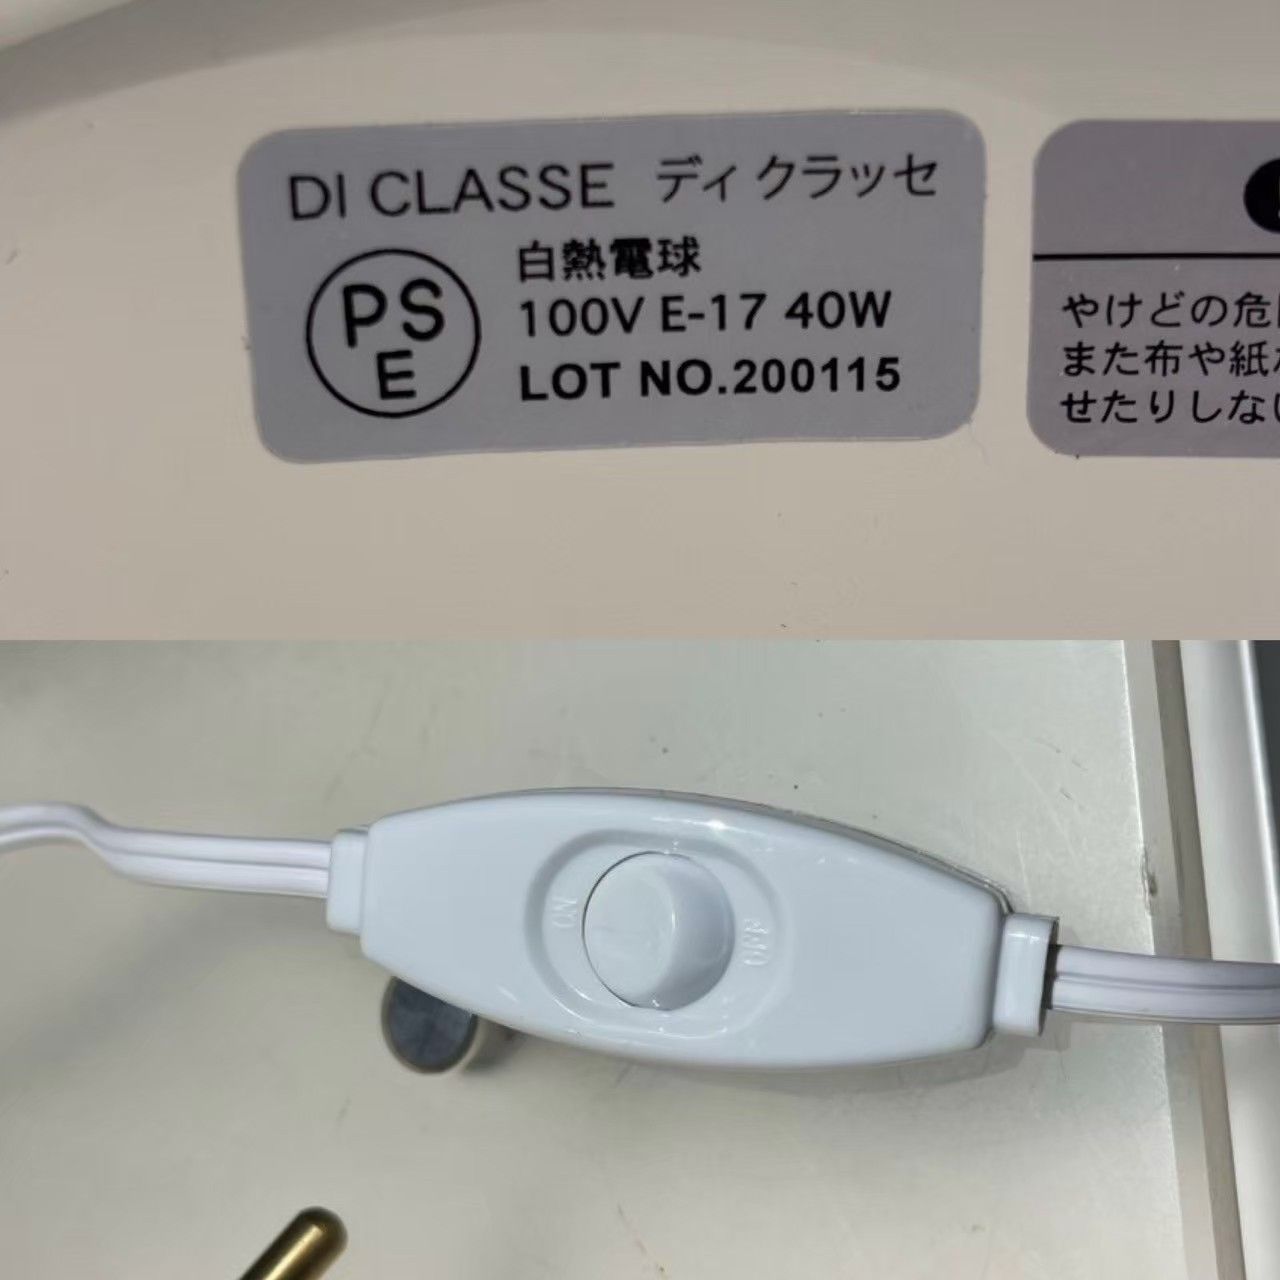 DI CLASSE ディ クラッセ
PS
E
白熱電球
100V E-17 40W
LOT NO.200115
やけどの危
また布や紙
せたりしない
ON
OFF